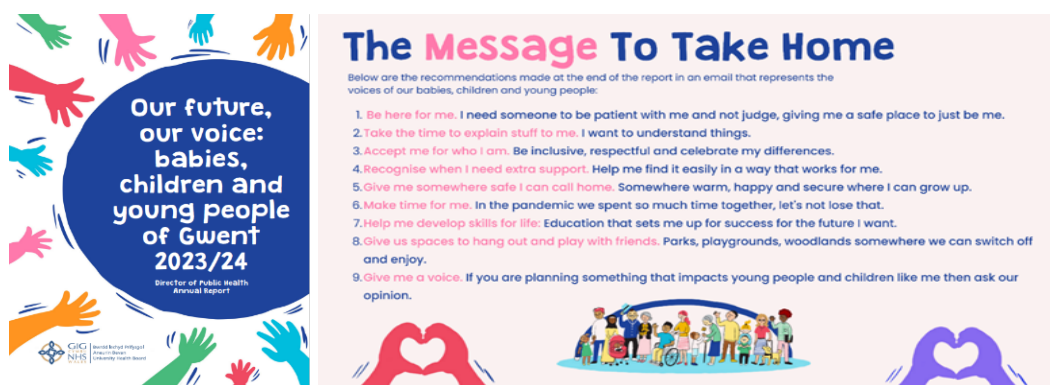 Our future,
our voice:
babies,
children and
young people
of Gwent
2023/24
Director of Public Health
Annual Report
GIG
CYMRU
NHS
WALES
Bwrdd Iechyd Prifysgol
Aneurin Bevan
University Health Board
The Message To Take Home
Below are the recommendations made at the end of the report in an email that represents the
voices of our babies, children and young people:
1. Be here for me. I need someone to be patient with me and not judge, giving me a safe place to just be me.
2. Take the time to explain stuff to me. I want to understand things.
3. Accept me for who I am. Be inclusive, respectful and celebrate my differences.
4. Recognise when I need extra support. Help me find it easily in a way that works for me.
5. Give me somewhere safe I can call home. Somewhere warm, happy and secure where I can grow up.
6. Make time for me. In the pandemic we spent so much time together, let's not lose that.
7. Help me develop skills for life: Education that sets me up for success for the future I want.
8. Give us spaces to hang out and play with friends. Parks, playgrounds, woodlands somewhere we can switch off
and enjoy.
9. Give me a voice. If you are planning something that impacts young people and children like me then ask our
opinion.